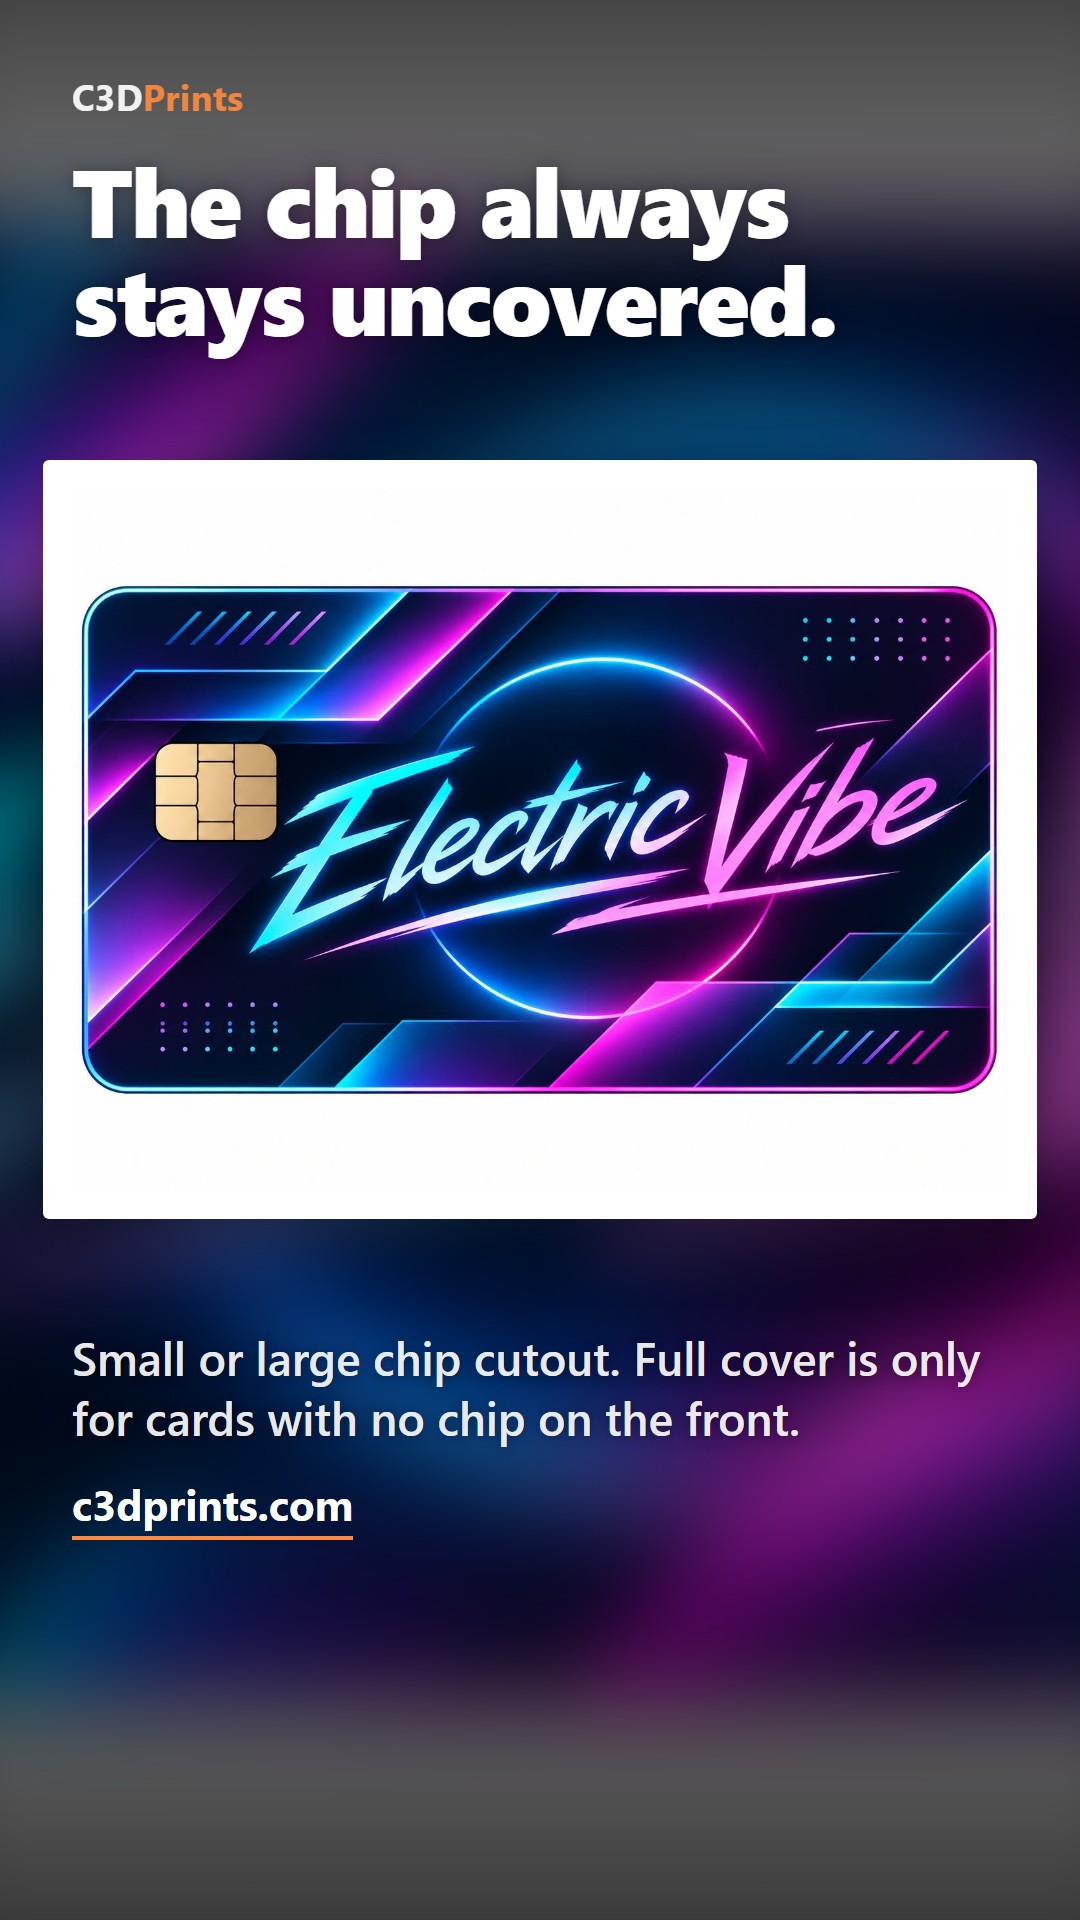 C3DPrints
The chip always
stays uncovered.
Electric Vibe
Small or large chip cutout. Full cover is only
for cards with no chip on the front.
c3dprints.com